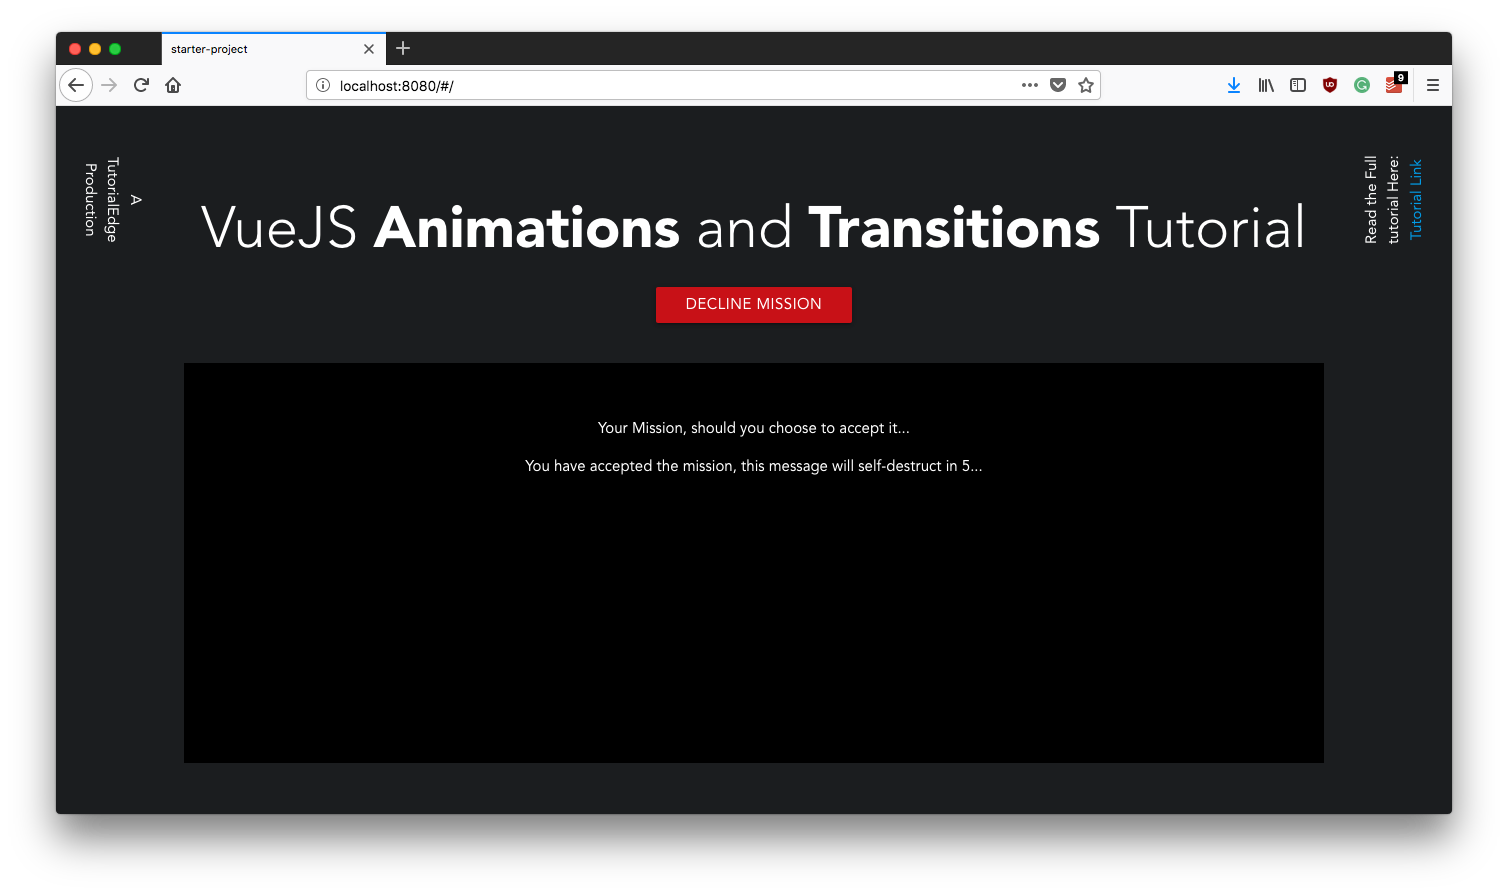 starter-project
localhost:8080/#/
9
A
TutorialEdge
Production
Read the Full
tutorial Here:
Tutorial Link
VueJS Animations and Transitions Tutorial
DECLINE MISSION
Your Mission, should you choose to accept it...
You have accepted the mission, this message will self-destruct in 5...